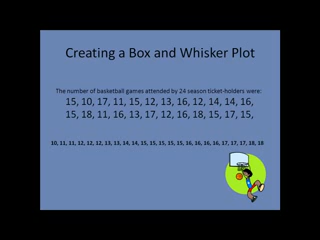 Creating a Box and Whisker Plot
The number of basketball games attended by 24 season ticket-holders were:
15, 10, 17, 11, 15, 12, 13, 16, 12, 14, 14, 16,
15, 18, 11, 16, 13, 17, 12, 16, 18, 15, 17, 15,
10, 11, 11, 12, 12, 12, 13, 13, 14, 14, 15, 15, 15, 15, 15, 16, 16, 16, 16, 17, 17, 17, 18, 18